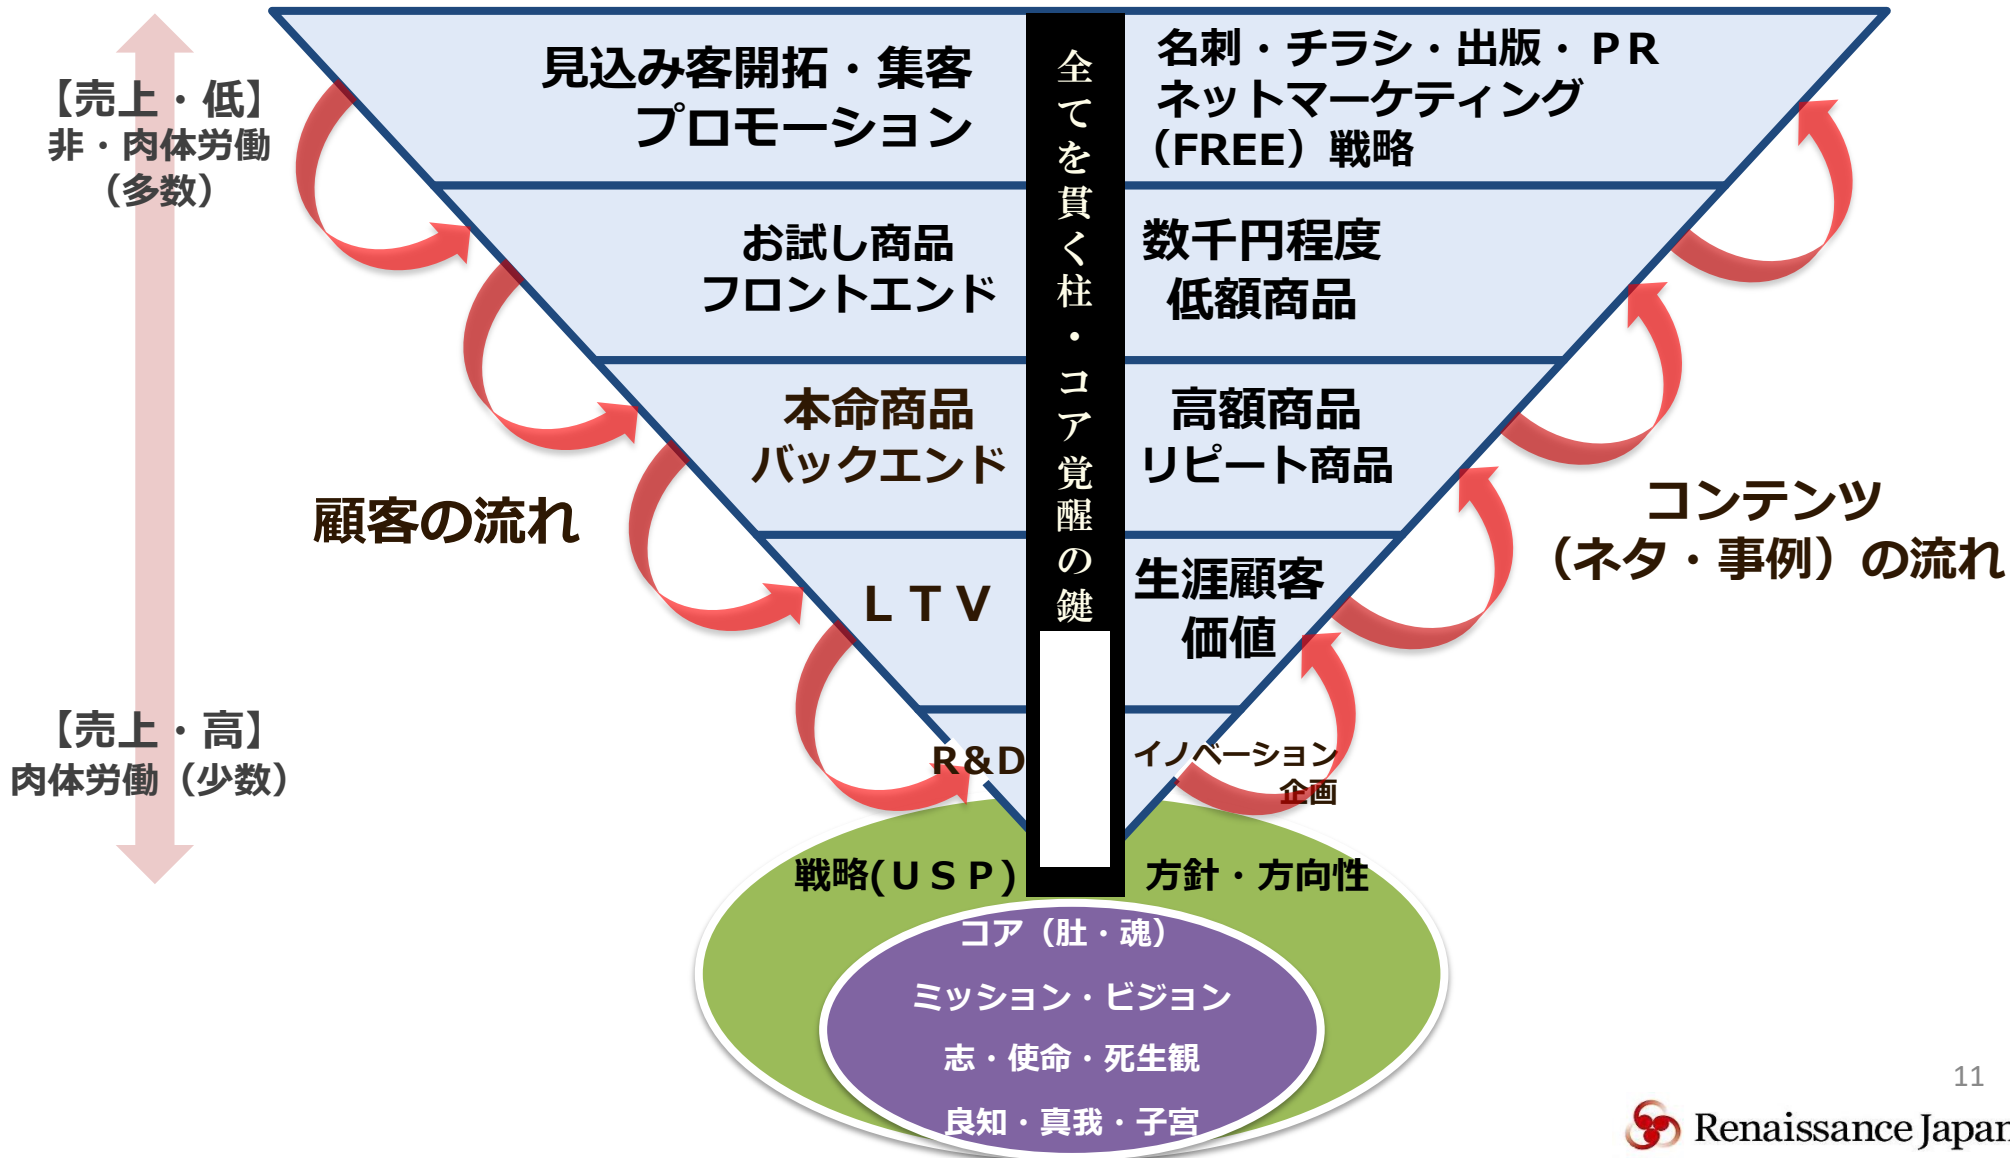 【売上・低】
非・肉体労働
（多数）
見込み客開拓・集客
プロモーション
名刺・チラシ・出版・ＰＲ
ネットマーケティング
（FREE）戦略
全てを貫く柱・コア覚醒の鍵
お試し商品
フロントエンド
数千円程度
低額商品
本命商品
バックエンド
高額商品
リピート商品
顧客の流れ
コンテンツ
（ネタ・事例）の流れ
ＬＴＶ
生涯顧客
価値
【売上・高】
肉体労働（少数）
R&D
イノベーション
企画
戦略(ＵＳＰ)
方針・方向性
コア（肚・魂）
ミッション・ビジョン
志・使命・死生観
良知・真我・子宮
11
Renaissance Japan